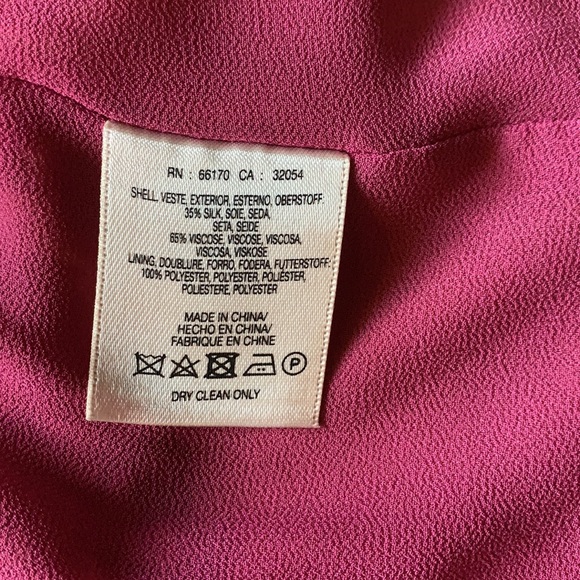 RN : 66170 CA : 32054
SHELL, VESTE, EXTERIOR, ESTERNO, OBERSTOFF:
35% SILK, SOIE, SEDA,
SETA, SEIDE
65% VISCOSE, VISCOSE, VISCOSA,
VISCOSA, VISKOSE
LINING, DOUBLURE, FORRO, FODERA, FUTTERSTOFF:
100% POLYESTER, POLYESTER, POLIÉSTER,
POLIESTERE, POLYESTER
MADE IN CHINA/
HECHO EN CHINA/
FABRIQUE EN CHINE
P
DRY CLEAN ONLY